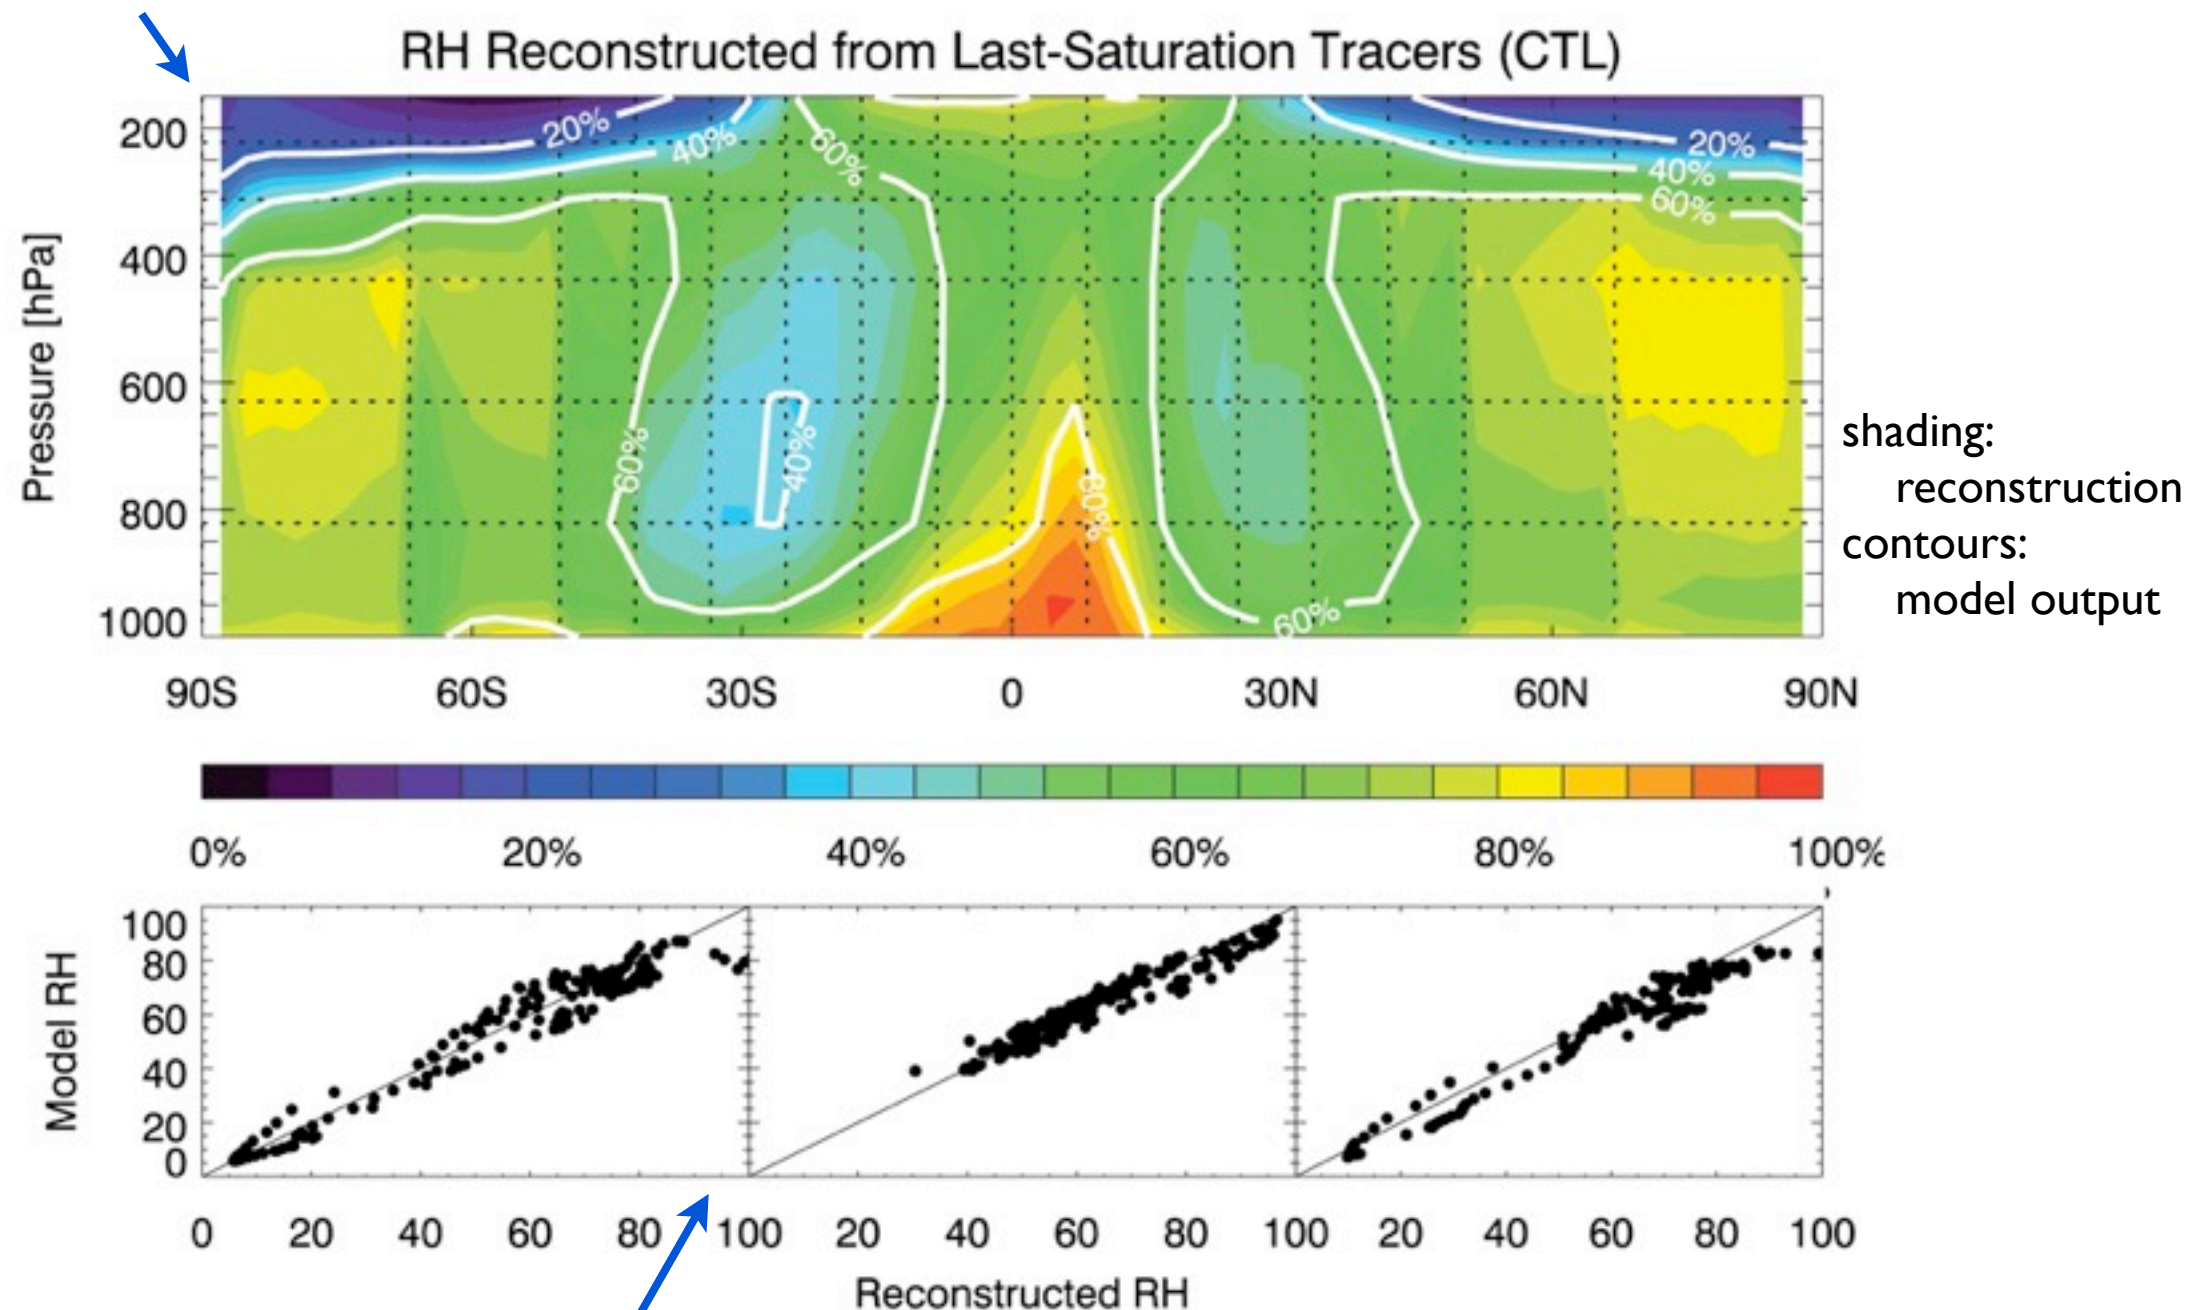 RH Reconstructed from Last-Saturation Tracers (CTL)
200
400
600
800
1000
Pressure [hPa]
20%
40%
60%
20%
40%
60%
60%
40%
80%
60%
shading:
reconstruction
contours:
model output
90S 60S 30S 0 30N 60N 90N
0% 20% 40% 60% 80% 100%
100
80
60
40
20
0
Model RH
0 20 40 60 80 100 20 40 60 80 100 20 40 60 80 100
Reconstructed RH